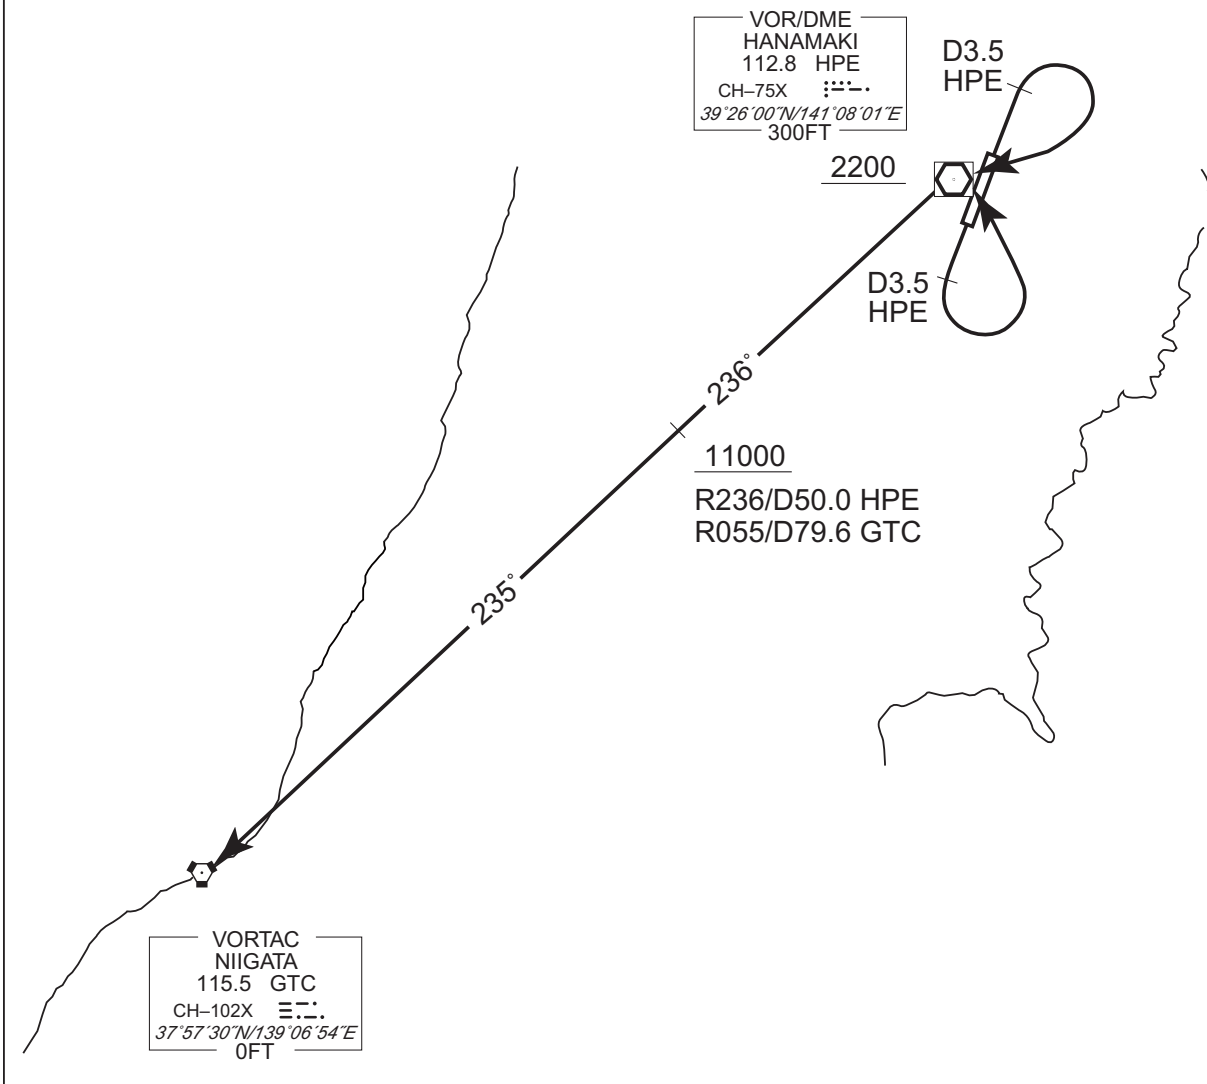 VOR/DME
HANAMAKI
112.8 HPE
CH–75X
39°26´00˝N/141°08´01˝E
300FT
D3.5
HPE
2200
D3.5
HPE
236°
11000
R236/D50.0 HPE
R055/D79.6 GTC
235°
VORTAC
NIIGATA
115.5 GTC
CH–102X
37°57´30˝N/139°06´54˝E
0FT